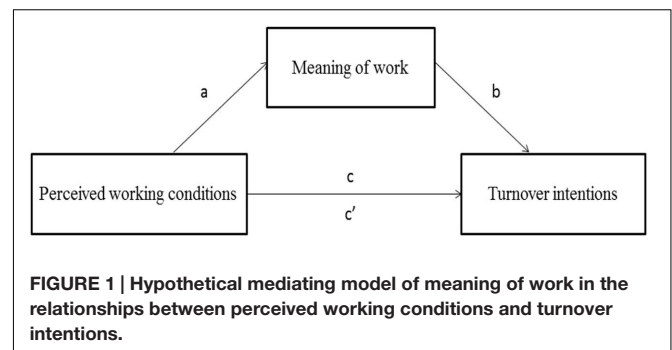 Meaning of work
a
b
Perceived working conditions
c
c'
Turnover intentions
FIGURE 1 | Hypothetical mediating model of meaning of work in the
relationships between perceived working conditions and turnover
intentions.